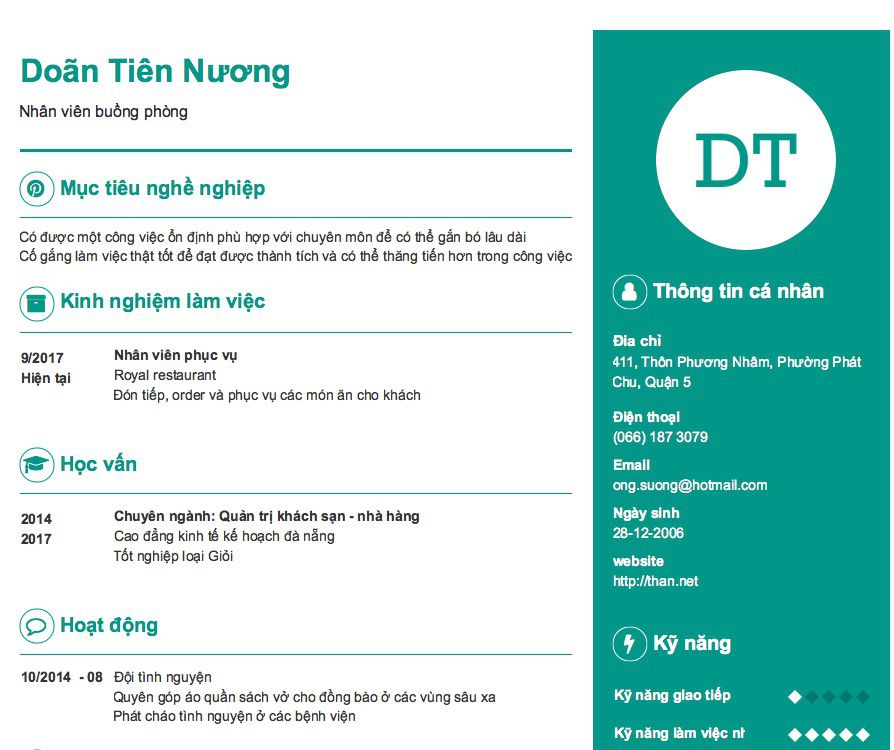 Doãn Tiên Nương
Nhân viên buồng phòng
Mục tiêu nghề nghiệp
Có được một công việc ổn định phù hợp với chuyên môn để có thể gắn bó lâu dài
Cố gắng làm việc thật tốt để đạt được thành tích và có thể thăng tiến hơn trong công việc
Kinh nghiệm làm việc
9/2017 Nhân viên phục vụ
Hiện tại Royal restaurant
Đón tiếp, order và phục vụ các món ăn cho khách
Học vấn
2014 Chuyên ngành: Quản trị khách sạn - nhà hàng
2017 Cao đẳng kinh tế kế hoạch đà nẵng
Tốt nghiệp loại Giỏi
Hoạt động
10/2014 - 08 Đội tình nguyện
Quyên góp áo quần sách vở cho đồng bào ở các vùng sâu xa
Phát cháo tình nguyện ở các bệnh viện
DT
Thông tin cá nhân
Đia chỉ
411, Thôn Phương Nhâm, Phường Phát
Chu, Quận 5
Điện thoại
(066) 187 3079
Email
ong.suong@hotmail.com
Ngày sinh
28-12-2006
website
http://than.net
Kỹ năng
Kỹ năng giao tiếp
Kỹ năng làm việc